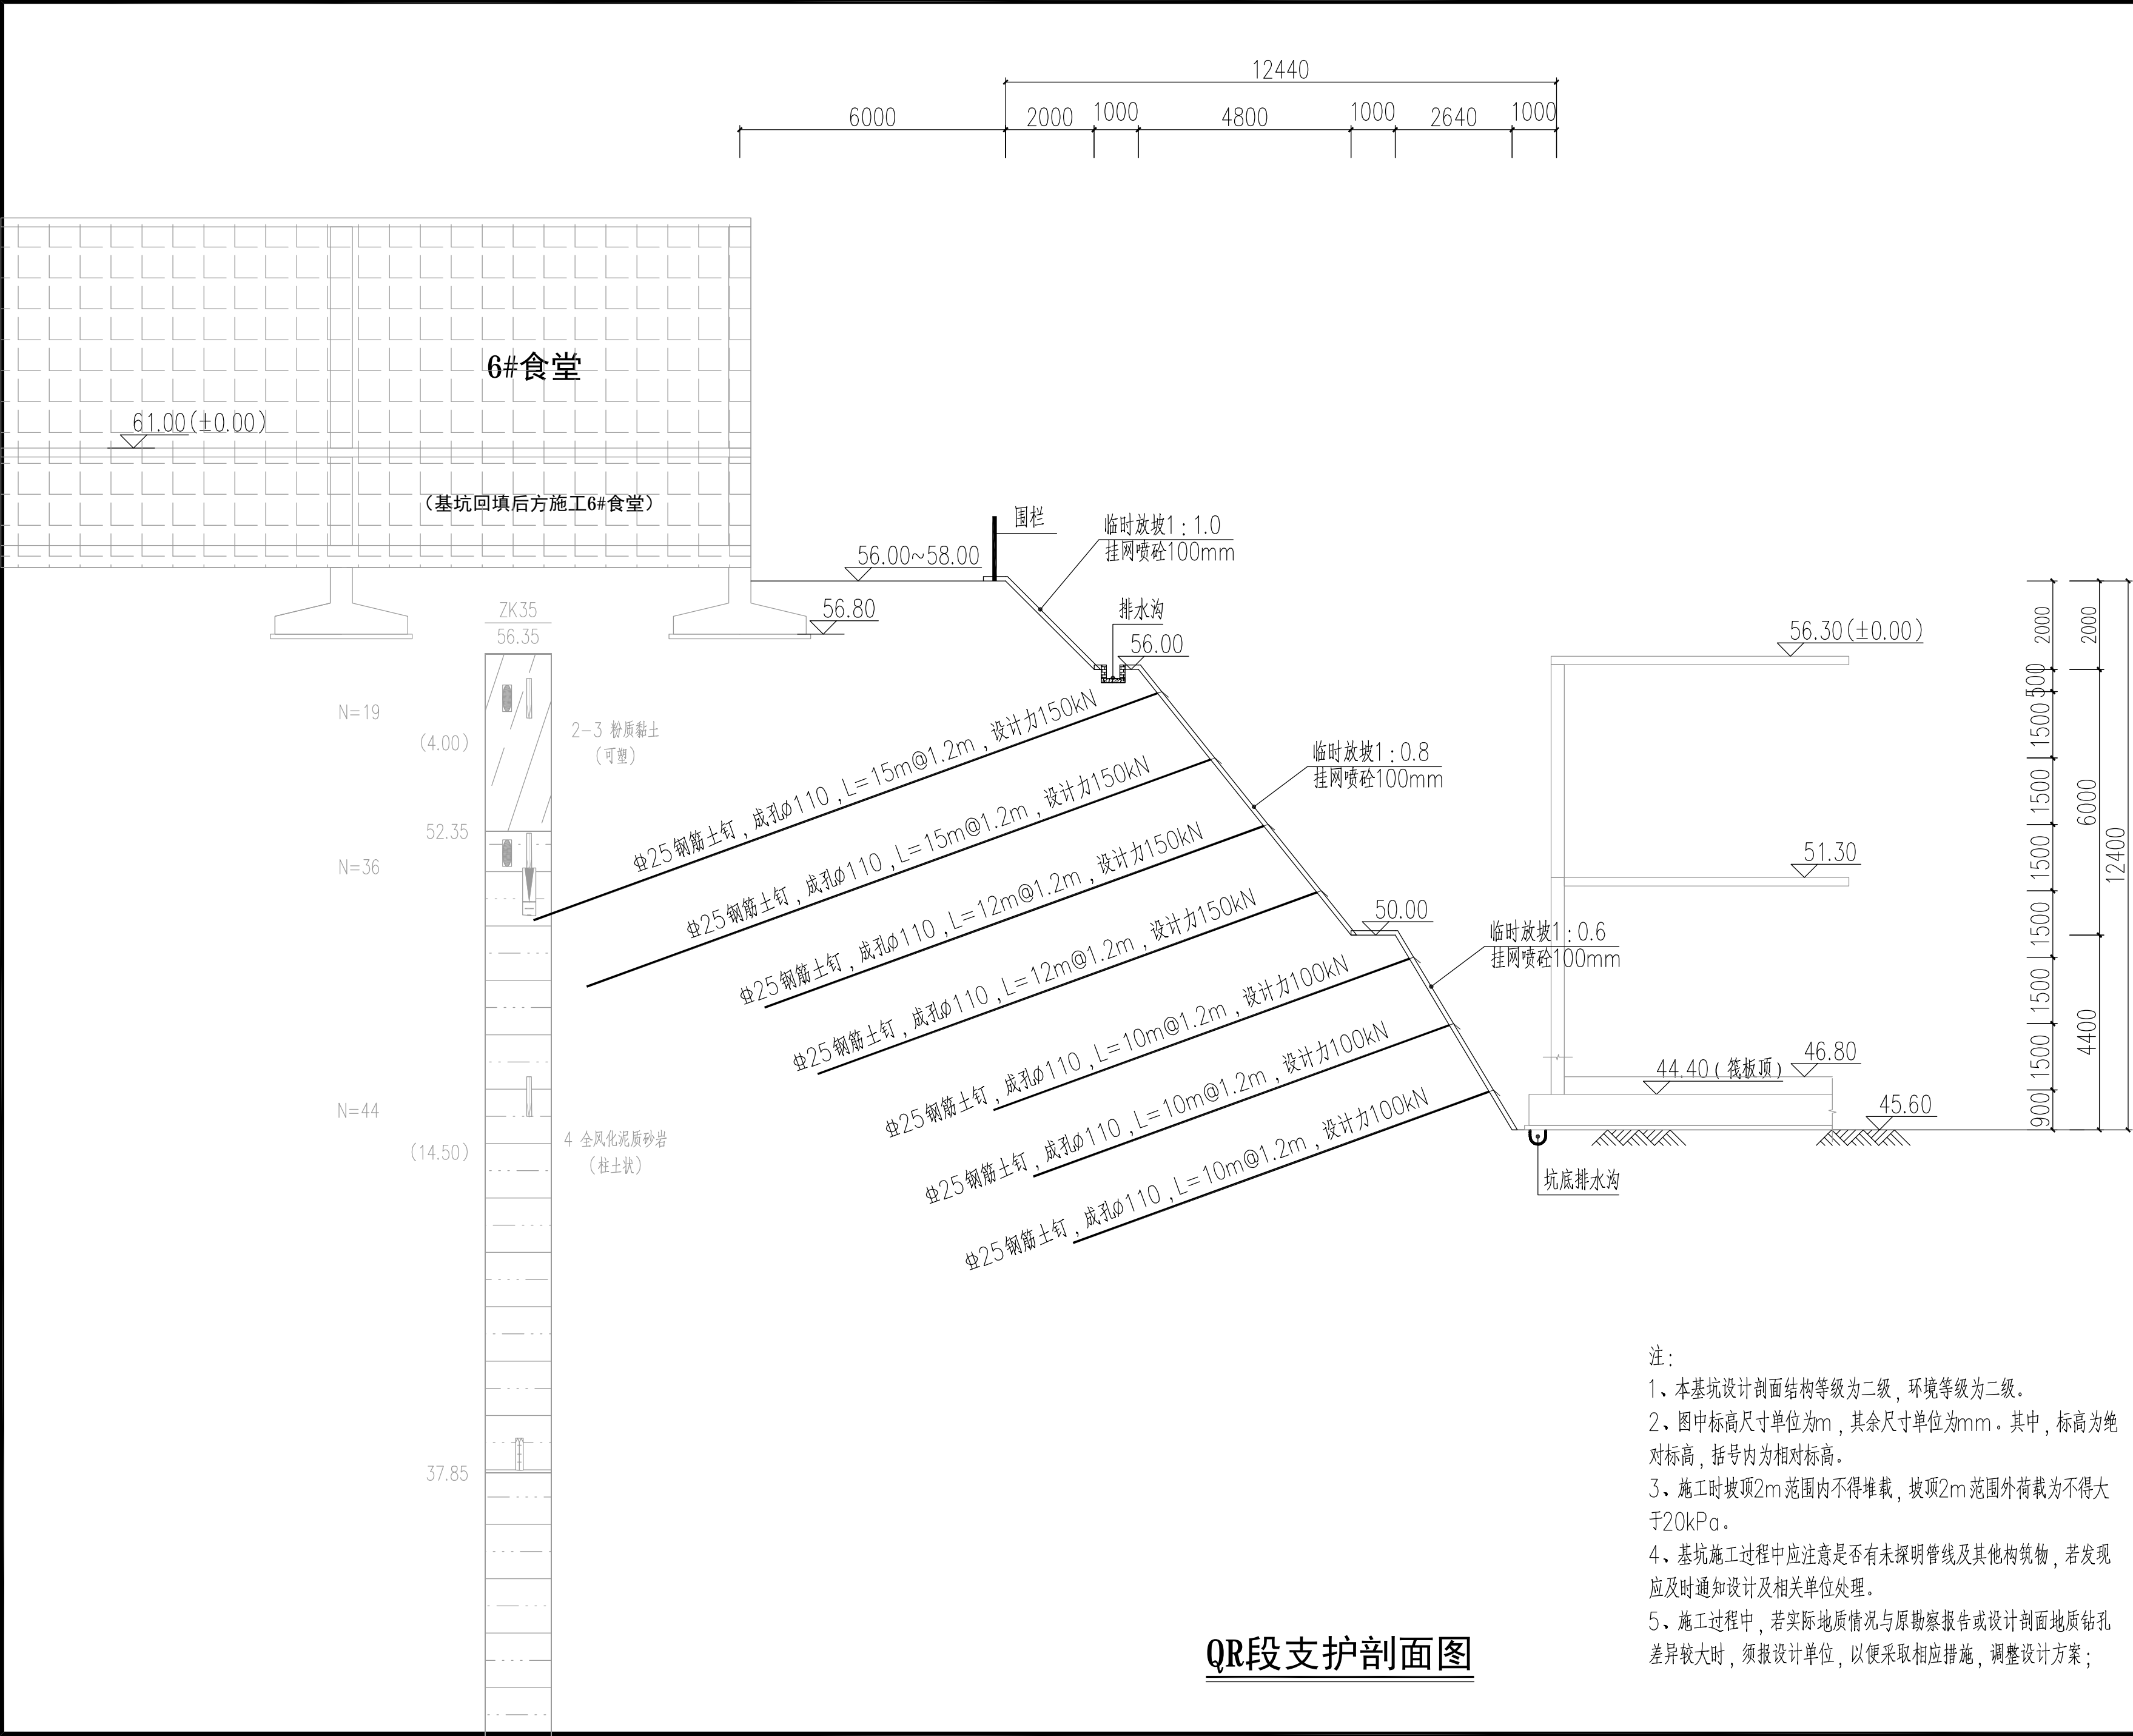 12440
6000
2000
1000
4800
1000
2640
1000
6#食堂
61.00(±0.00)
(基坑回填后方施工6#食堂)
围栏
临时放坡1:1.0
挂网喷砼100mm
56.00~58.00
56.80
排水沟
56.00
ZK35
56.35
N=19
(4.00)
2-3 粉质黏土
(可塑)
52.35
N=36
N=44
(14.50)
4 全风化泥质砂岩
(柱土状)
37.85
Φ25钢筋土钉,成孔ø110,L=15m@1.2m,设计力150kN
Φ25钢筋土钉,成孔ø110,L=15m@1.2m,设计力150kN
Φ25钢筋土钉,成孔ø110,L=12m@1.2m,设计力150kN
Φ25钢筋土钉,成孔ø110,L=12m@1.2m,设计力150kN
Φ25钢筋土钉,成孔ø110,L=10m@1.2m,设计力100kN
Φ25钢筋土钉,成孔ø110,L=10m@1.2m,设计力100kN
Φ25钢筋土钉,成孔ø110,L=10m@1.2m,设计力100kN
临时放坡1:0.8
挂网喷砼100mm
50.00
临时放坡1:0.6
挂网喷砼100mm
56.30(±0.00)
51.30
46.80
44.40(筏板顶)
45.60
坑底排水沟
2000
500
1500
1500
1500
1500
1500
1500
900
2000
6000
4400
12400
注:
1、本基坑设计剖面结构等级为二级,环境等级为二级。
2、图中标高尺寸单位为m,其余尺寸单位为mm。其中,标高为绝
对标高,括号内为相对标高。
3、施工时坡顶2m范围内不得堆载,坡顶2m范围外荷载为不得大
于20kPa。
4、基坑施工过程中应注意是否有未探明管线及其他构筑物,若发现
应及时通知设计及相关单位处理。
5、施工过程中,若实际地质情况与原勘察报告或设计剖面地质钻孔
差异较大时,须报设计单位,以便采取相应措施,调整设计方案;
QR段支护剖面图